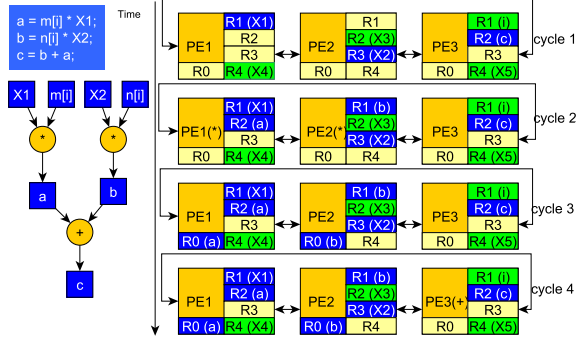 a = m[i] * X1;
b = n[i] * X2;
c = b + a;
X1 m[i] X2 n[i]
* *
a b
+
c
Time
PE1 R1 (X1) PE2 R1 PE3 R1 (i)
R2 R2 (X3) R2 (c)
R3 R3 (X2) R3
R0 R4 (X4) R4 R0 R4 (X5)
cycle 1
PE1(*) R1 (X1) PE2(* R1 (b) PE3 R1 (i)
R2 (a) R2 (X3) R2 (c)
R3 R3 (X2) R3
R0 R4 (X4) R0 R4 R0 R4 (X5)
cycle 2
PE1 R1 (X1) PE2 R1 (b) PE3 R1 (i)
R2 (a) R2 (X3) R2 (c)
R3 R3 (X2) R3
R0 (a) R4 (X4) R0 (b) R4 R0 R4 (X5)
cycle 3
PE1 R1 (X1) PE2 R1 (b) PE3(+) R1 (i)
R2 (a) R2 (X3) R2 (c)
R3 R3 (X2) R3
R0 (a) R4 (X4) R0 (b) R4 R0 R4 (X5)
cycle 4